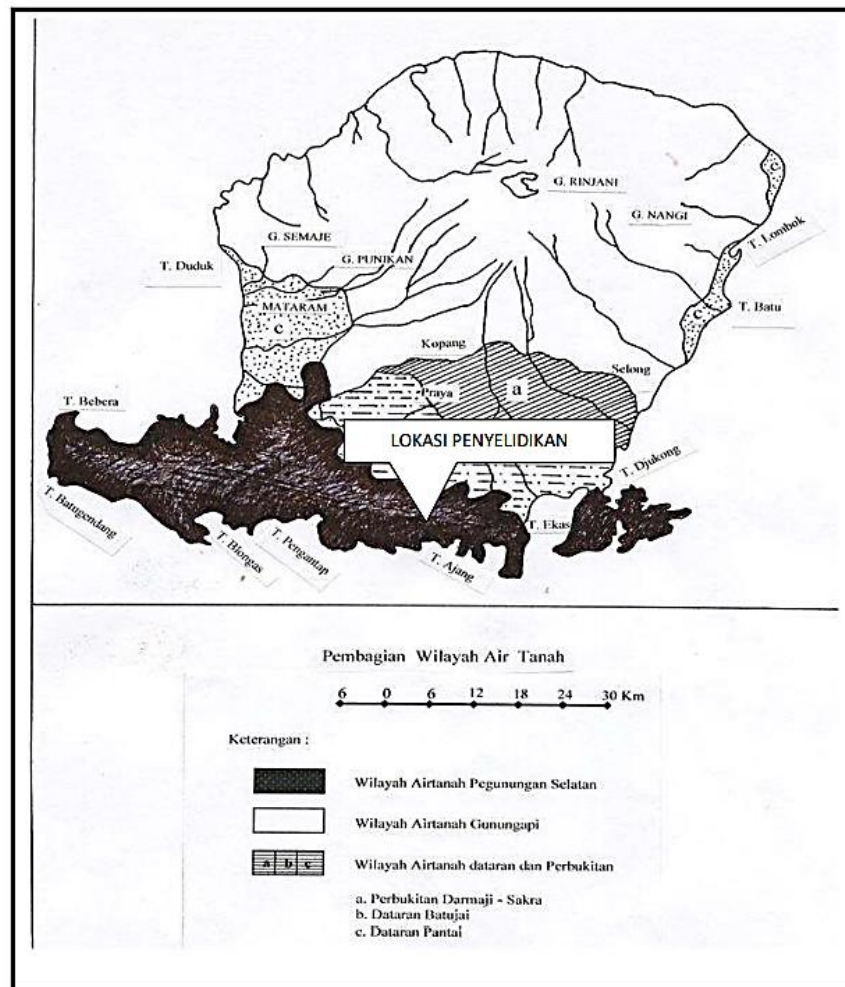 G. RINJANI
C
G. NANGI
T. Lombok
G. SEMAJE
G. PUNIKAN
T. Duduk
MATARAM
C
C
T. Batu
Kopang
Selong
Praya
a
T. Bebera
LOKASI PENYELIDIKAN
T. Djukong
T. Batugendang
T. Blongas
T. Pengantap
T. Ajang
T. Ekas
Pembagian Wilayah Air Tanah
6 0 6 12 18 24 30 Km
Keterangan :
Wilayah Airtanah Pegunungan Selatan
Wilayah Airtanah Gunungapi
a b c Wilayah Airtanah dataran dan Perbukitan
a. Perbukitan Darmaji - Sakra
b. Dataran Batujai
c. Dataran Pantai